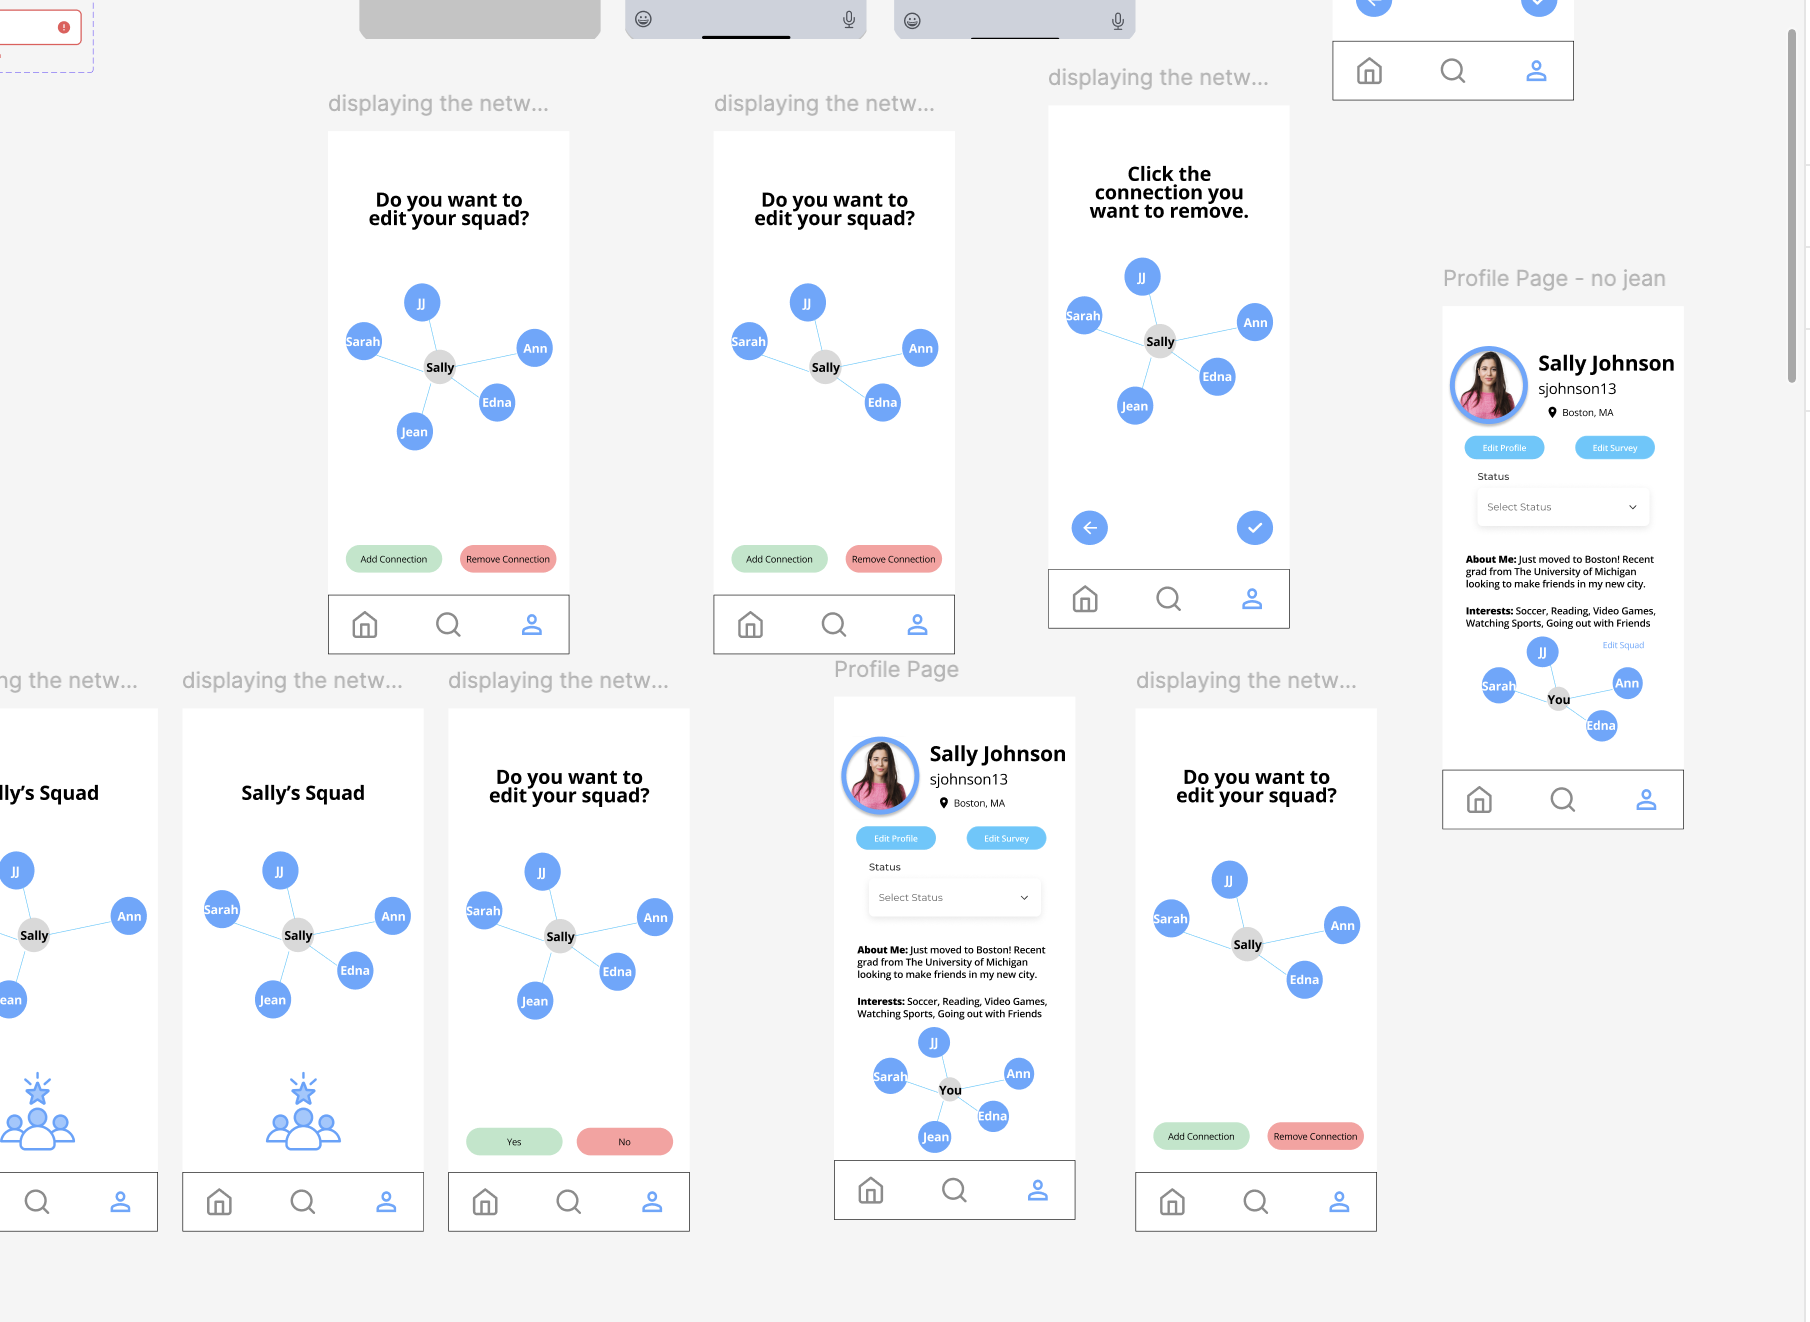 displaying the netw...
Do you want to
edit your squad?
JJ
Sarah
Ann
Sally
Edna
Jean
Add Connection
Remove Connection
displaying the netw...
Do you want to
edit your squad?
JJ
Sarah
Ann
Sally
Edna
Add Connection
Remove Connection
displaying the netw...
Click the
connection you
want to remove.
JJ
Sarah
Ann
Sally
Edna
Jean
Profile Page - no jean
Sally Johnson
sjohnson13
Boston, MA
Edit Profile
Edit Survey
Status
Select Status
About Me: Just moved to Boston! Recent
grad from The University of Michigan
looking to make friends in my new city.
Interests: Soccer, Reading, Video Games,
Watching Sports, Going out with Friends
Edit Squad
JJ
Sarah
Ann
You
Edna
ng the netw...
lly's Squad
JJ
Ann
Sally
ean
displaying the netw...
Sally's Squad
JJ
Sarah
Ann
Sally
Edna
Jean
displaying the netw...
Do you want to
edit your squad?
JJ
Sarah
Ann
Sally
Edna
Jean
Yes
No
Profile Page
Sally Johnson
sjohnson13
Boston, MA
Edit Profile
Edit Survey
Status
Select Status
About Me: Just moved to Boston! Recent
grad from The University of Michigan
looking to make friends in my new city.
Interests: Soccer, Reading, Video Games,
Watching Sports, Going out with Friends
JJ
Sarah
Ann
You
Edna
Jean
displaying the netw...
Do you want to
edit your squad?
JJ
Sarah
Ann
Sally
Edna
Add Connection
Remove Connection